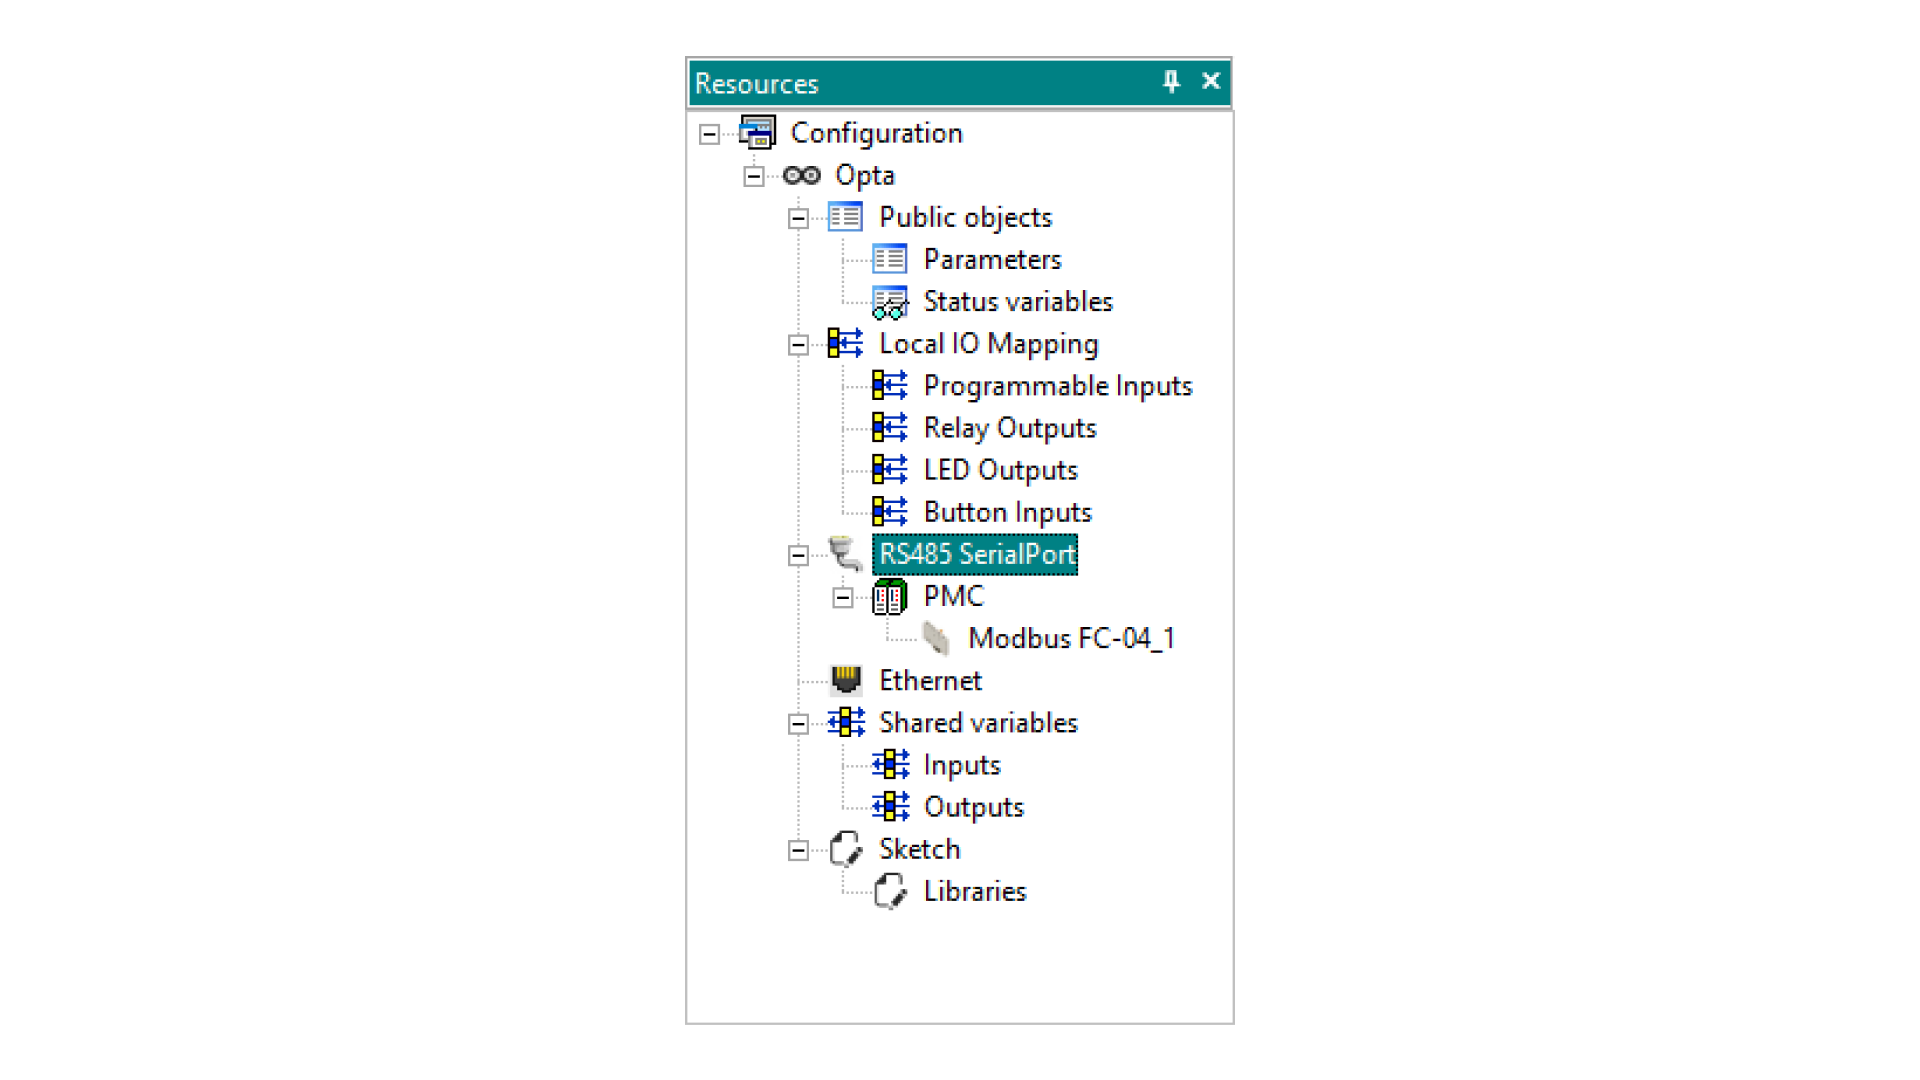 Resources
Configuration
Opta
Public objects
Parameters
Status variables
Local IO Mapping
Programmable Inputs
Relay Outputs
LED Outputs
Button Inputs
RS485 SerialPort
PMC
Modbus FC-04_1
Ethernet
Shared variables
Inputs
Outputs
Sketch
Libraries